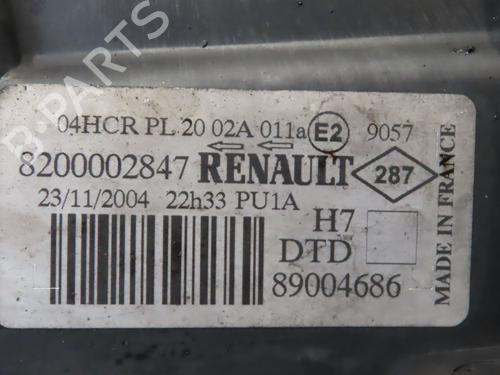 04HCR PL 20 02A 011a E2 9057
8200002847 RENAULT 287
23/11/2004 22h33 PU1A
H7
DTD
89004686
MADE IN FRANCE
B-PARTS